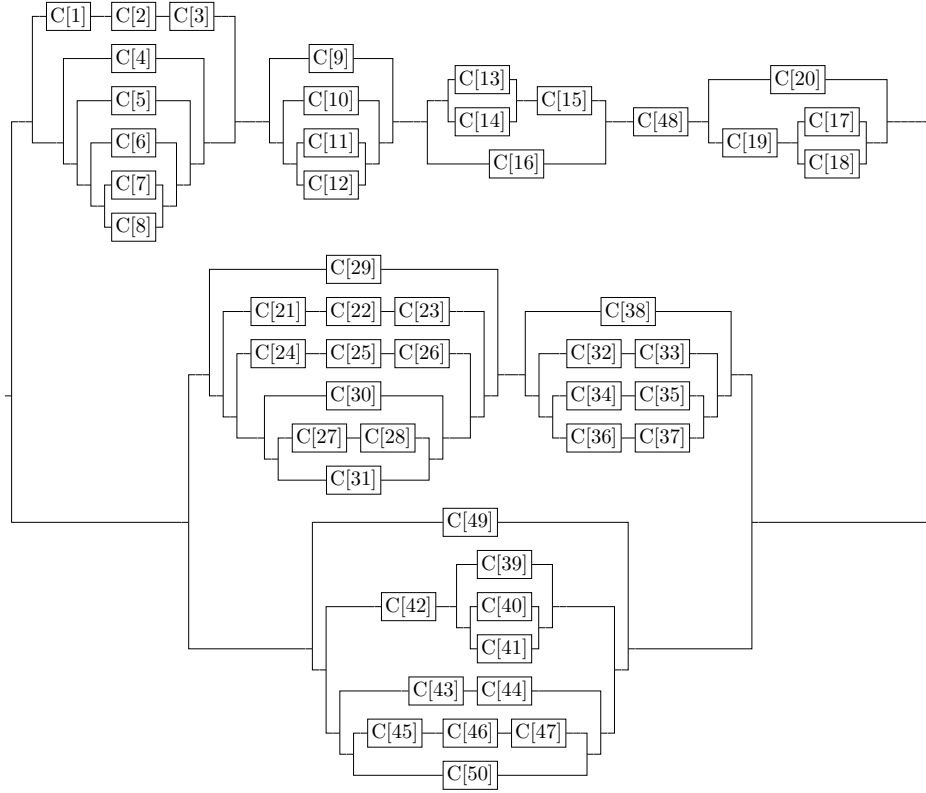 C[1] C[2] C[3]
C[4] C[9]
C[13] C[20]
C[5] C[10] C[15]
C[14] C[48] C[17]
C[6] C[11] C[19]
C[16] C[18]
C[7] C[12]
C[8]
C[29]
C[21] C[22] C[23] C[38]
C[24] C[25] C[26] C[32] C[33]
C[30] C[34] C[35]
C[27] C[28] C[36] C[37]
C[31]
C[49]
C[39]
C[42] C[40]
C[41]
C[43] C[44]
C[45] C[46] C[47]
C[50]